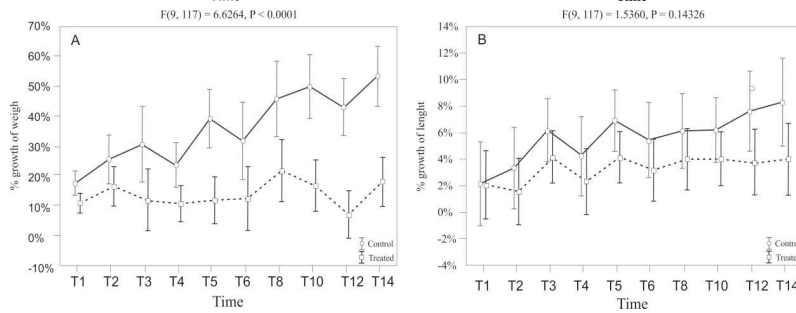 F(9, 117) = 6.6264, P < 0.0001
70%
60%
50%
40%
30%
20%
10%
0%
-10%
% growth of weigh
A
Control
Treated
T1 T2 T3 T4 T5 T6 T8 T10 T12 T14
Time
F(9, 117) = 1.5360, P = 0.14326
14%
12%
10%
8%
6%
4%
2%
0%
-2%
-4%
% growth of lenght
B
Control
Treated
T1 T2 T3 T4 T5 T6 T8 T10 T12 T14
Time